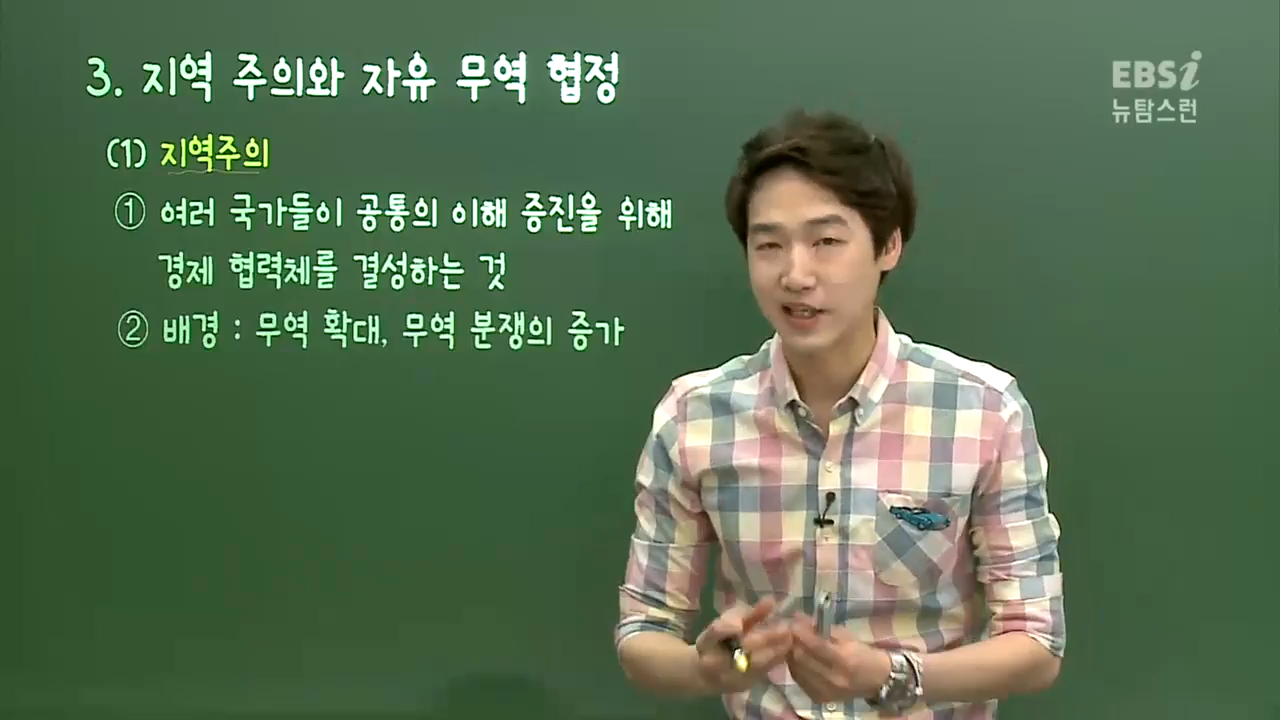 3. 지역 주의와 자유 무역 협정
EBSi
뉴탐스런
(1) 지역주의
① 여러 국가들이 공통의 이해 증진을 위해
경제 협력체를 결성하는 것
② 배경 : 무역 확대, 무역 분쟁의 증가